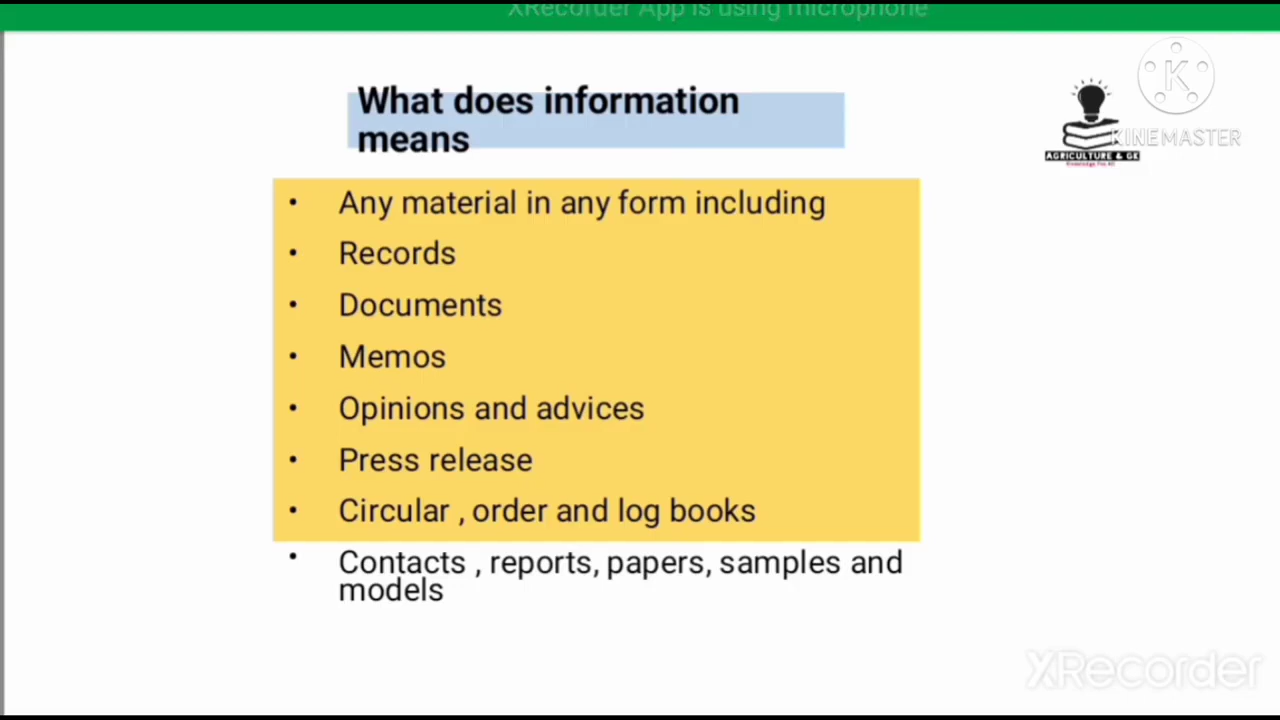 XRecorder App is using microphone
What does information
means
KINEMASTER
AGRICULTURE & GK
• Any material in any form including
• Records
• Documents
• Memos
• Opinions and advices
• Press release
• Circular , order and log books
• Contacts , reports, papers, samples and
models
XRecorder